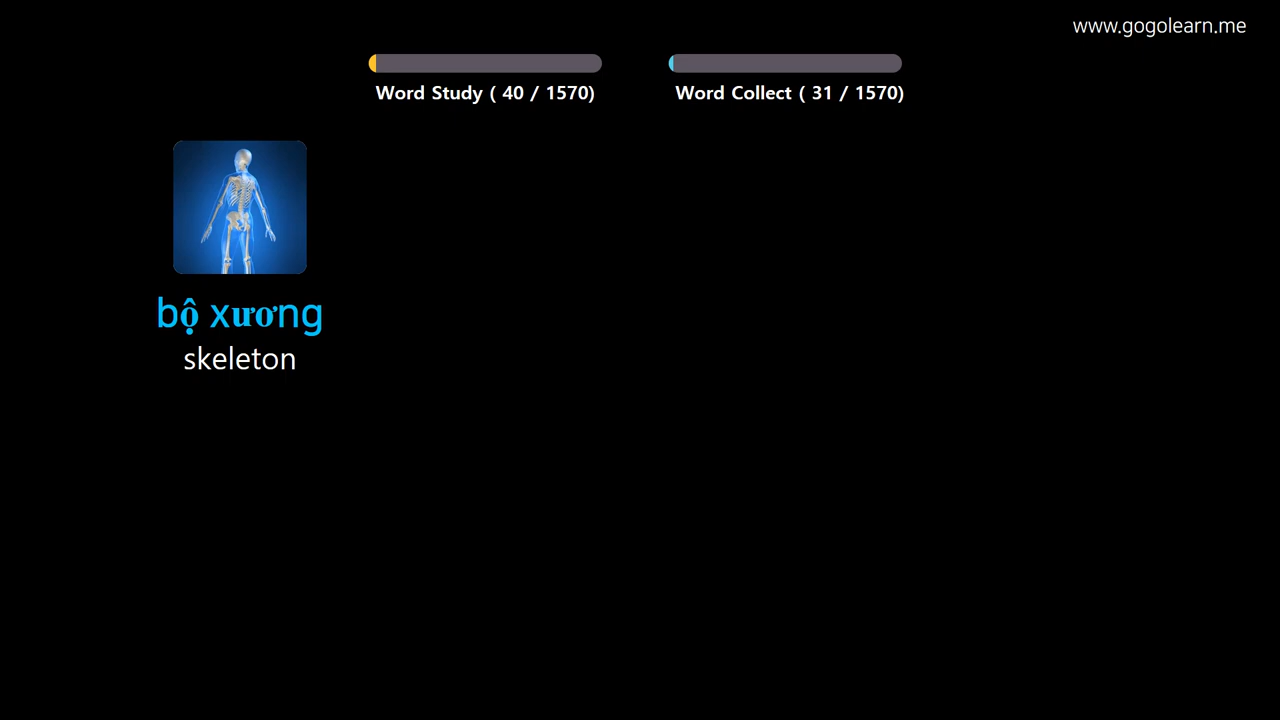 www.gogolearn.me
Word Study ( 40 / 1570)
Word Collect ( 31 / 1570)
bộ xương
skeleton